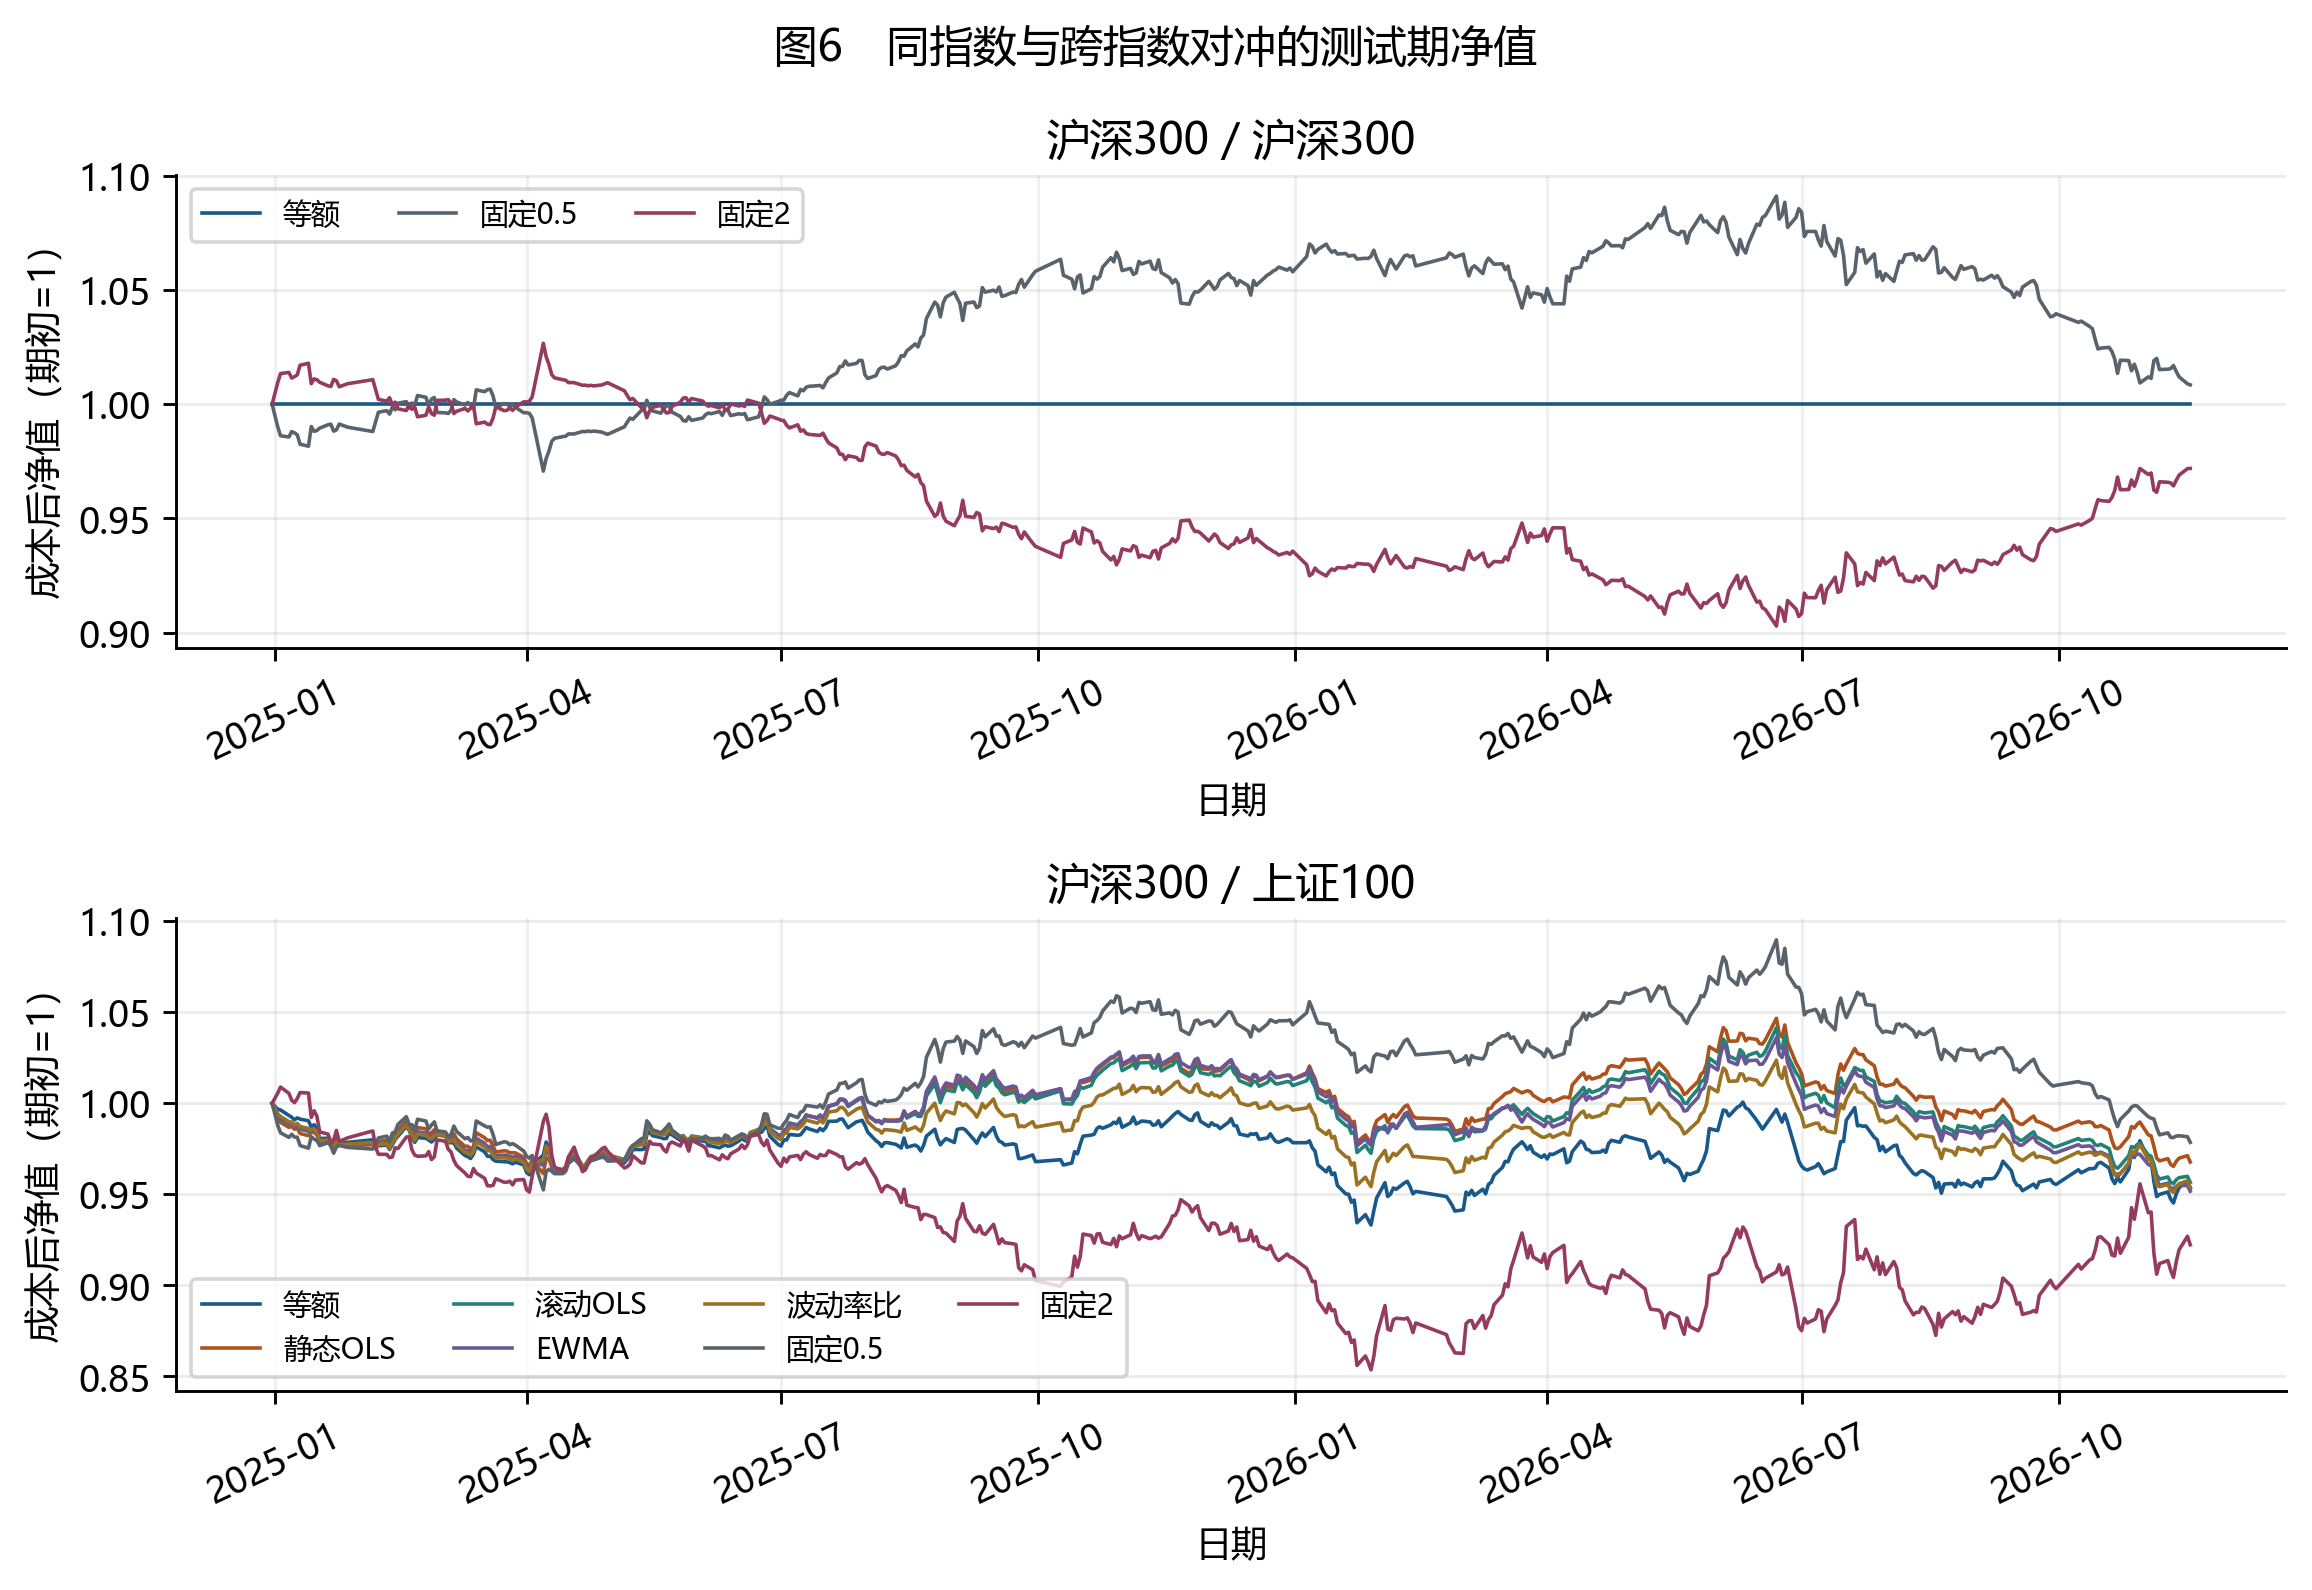 图6 同指数与跨指数对冲的测试期净值
沪深300 / 沪深300
成本后净值（期初=1）
1.10
1.05
1.00
0.95
0.90
等额 固定0.5 固定2
2025-01 2025-04 2025-07 2025-10 2026-01 2026-04 2026-07 2026-10
日期
沪深300 / 上证100
成本后净值（期初=1）
1.10
1.05
1.00
0.95
0.90
0.85
等额 滚动OLS 波动率比 固定2
静态OLS EWMA 固定0.5
2025-01 2025-04 2025-07 2025-10 2026-01 2026-04 2026-07 2026-10
日期